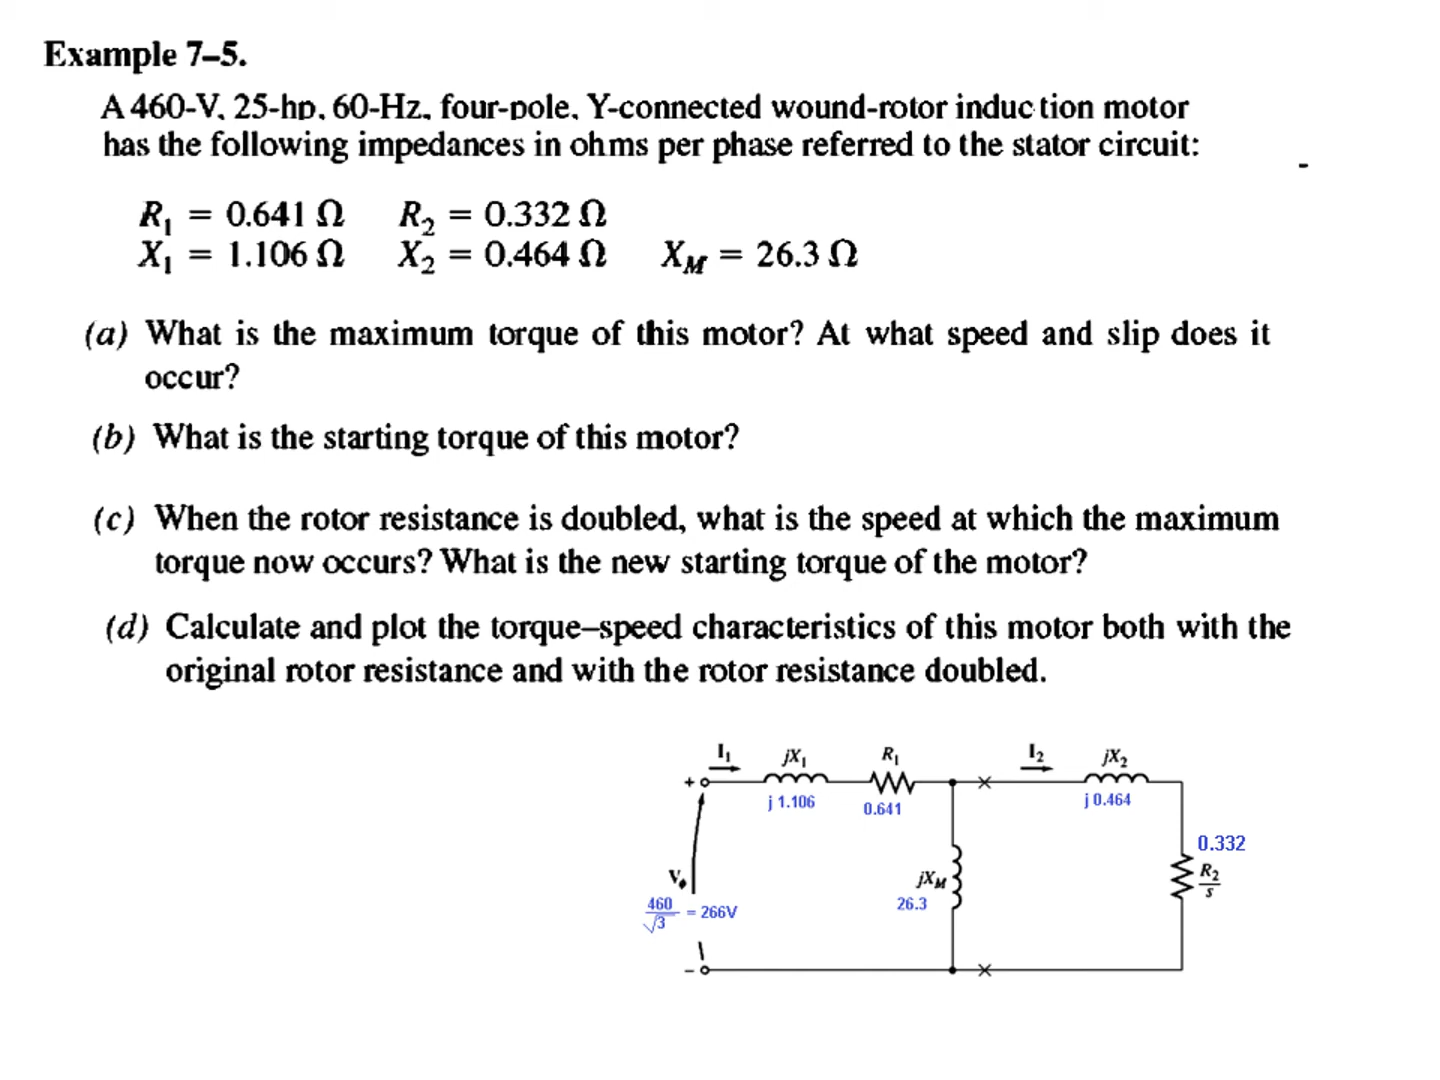 Example 7–5.
A 460-V, 25-hp, 60-Hz, four-pole, Y-connected wound-rotor induction motor
has the following impedances in ohms per phase referred to the stator circuit:
R₁ = 0.641 Ω R₂ = 0.332 Ω
X₁ = 1.106 Ω X₂ = 0.464 Ω X_M = 26.3 Ω
(a) What is the maximum torque of this motor? At what speed and slip does it
occur?
(b) What is the starting torque of this motor?
(c) When the rotor resistance is doubled, what is the speed at which the maximum
torque now occurs? What is the new starting torque of the motor?
(d) Calculate and plot the torque–speed characteristics of this motor both with the
original rotor resistance and with the rotor resistance doubled.
I₁ jX₁ R₁ I₂ jX₂
+
j 1.106 0.641 j 0.464
0.332
R₂/s
Vφ jX_M
460/√3 = 266V 26.3
–